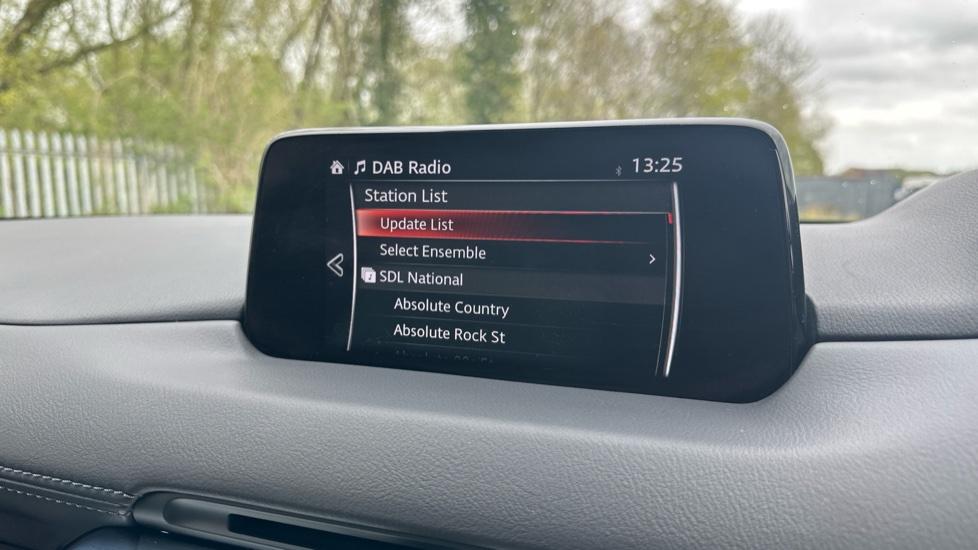 DAB Radio 13:25
Station List
Update List
Select Ensemble
SDL National
Absolute Country
Absolute Rock St